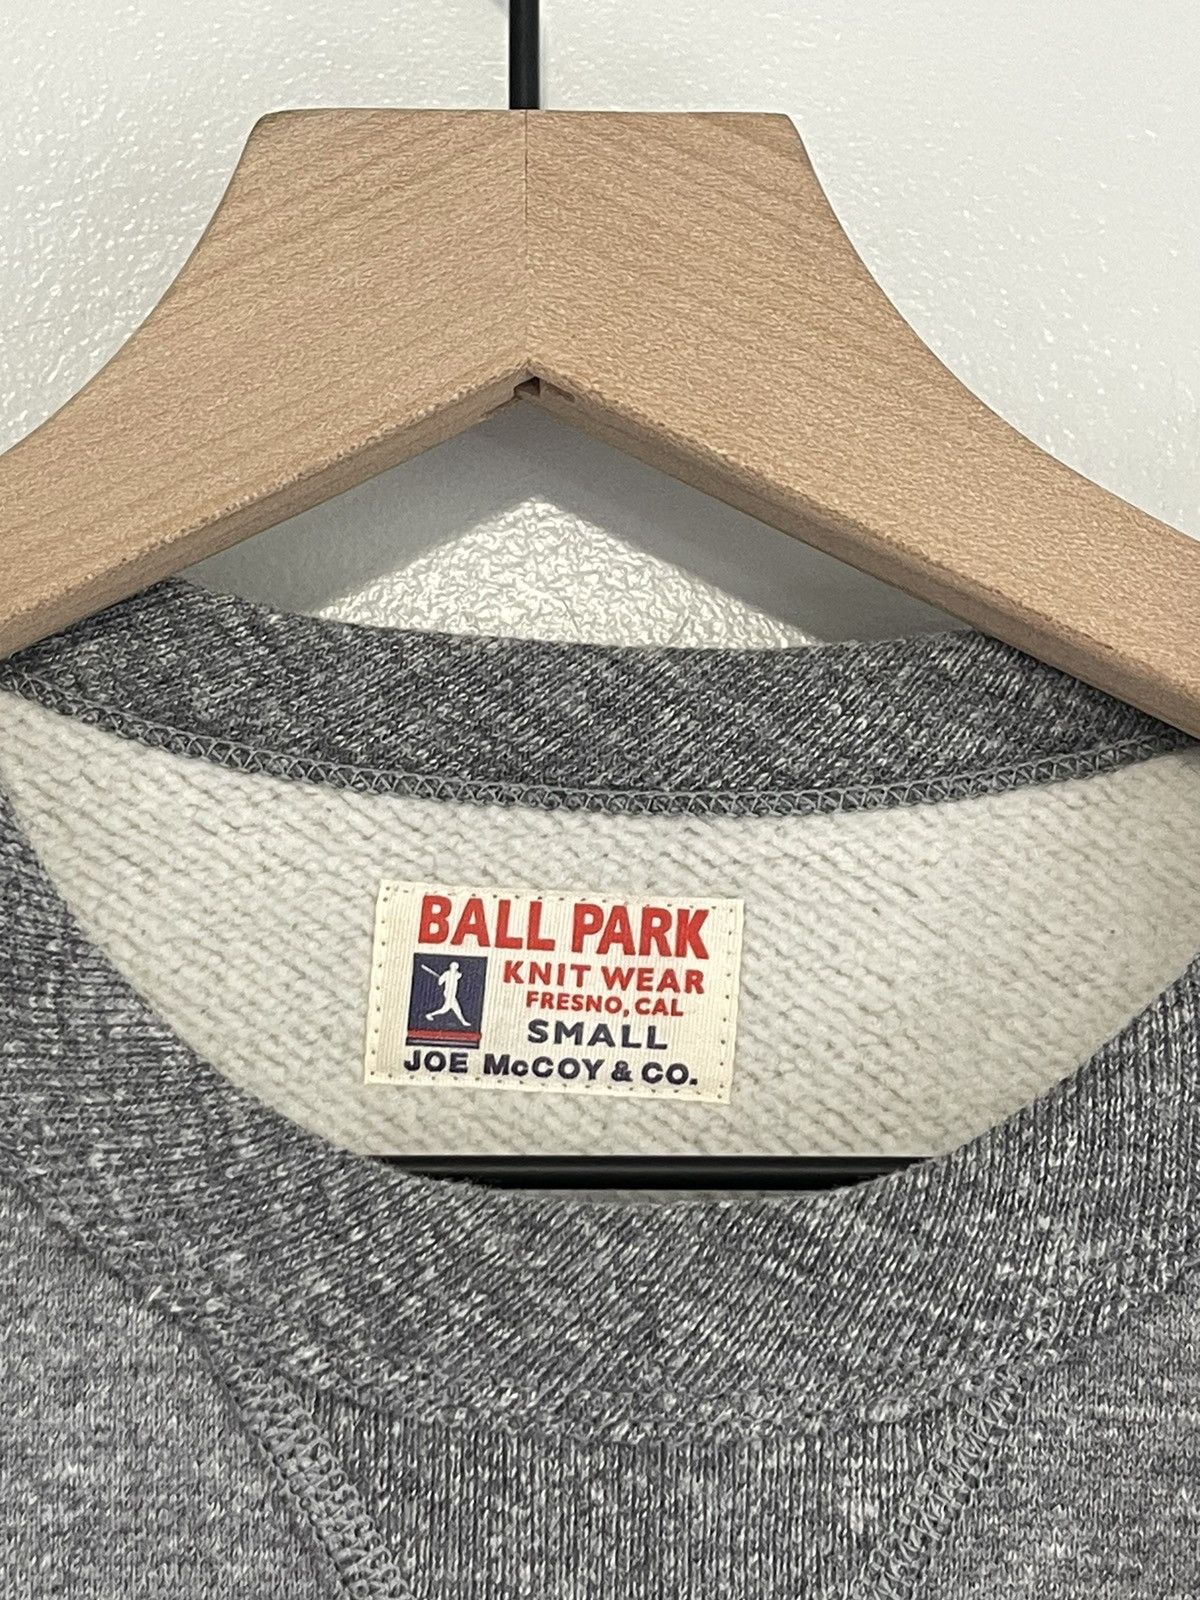 BALL PARK
KNIT WEAR
FRESNO, CAL
SMALL
JOE McCOY & CO.